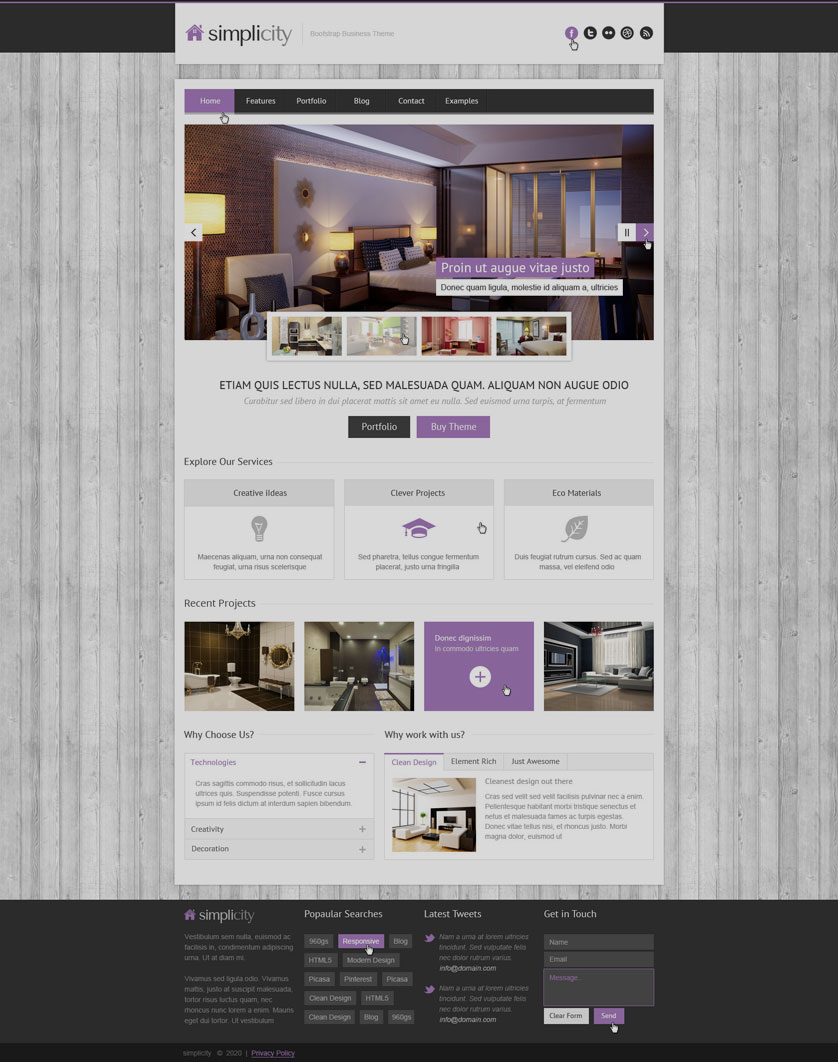 simplicity
Bootstrap Business Theme
Home Features Portfolio Blog Contact Examples
Proin ut augue vitae justo
Donec quam ligula, molestie id aliquam a, ultricies
ETIAM QUIS LECTUS NULLA, SED MALESUADA QUAM. ALIQUAM NON AUGUE ODIO
Curabitur sed libero in dui placerat mattis sit amet eu nulla. Sed euismod urna turpis, at fermentum
Portfolio Buy Theme
Explore Our Services
Creative iIdeas
Maecenas aliquam, urna non consequat
feugiat, urna risus scelerisque
Clever Projects
Sed pharetra, tellus congue fermentum
placerat, justo urna fringilla
Eco Materials
Duis feugiat rutrum cursus. Sed ac quam
massa, vel eleifend odio
Recent Projects
Donec dignissim
In commodo ultricies quam
Why Choose Us?
Technologies
Cras sagittis commodo risus, et sollicitudin lacus
ultrices quis. Suspendisse potenti. Fusce cursus
ipsum id felis dictum at interdum sapien bibendum.
Creativity
Decoration
Why work with us?
Clean Design Element Rich Just Awesome
Cleanest design out there
Cras sed velit sed velit facilisis pulvinar nec a enim.
Pellentesque habitant morbi tristique senectus et
netus et malesuada fames ac turpis egestas.
Donec vitae tellus nisi, et rhoncus justo. Morbi
magna dolor, euismod ut
simplicity
Vestibulum sem nulla, euismod ac
facilisis in, condimentum adipiscing
urna. Ut at diam mi.
Vivamus sed ligula odio. Vivamus
mattis, justo at suscipit malesuada,
tortor risus luctus quam, nec
rhoncus nunc lorem a enim. Mauris
eget dui tortor. Ut vestibulum
Popaular Searches
960gs Responsive Blog
HTML5 Modern Design
Picasa Pinterest Picasa
Clean Design HTML5
Clean Design Blog 960gs
Latest Tweets
Nam a urna at lorem ultricies
tincidunt. Sed vulputate felis
nec dolor rutrum varius.
info@domain.com
Nam a urna at lorem ultricies
tincidunt. Sed vulputate felis
nec dolor rutrum varius.
info@domain.com
Get in Touch
Name
Email
Message..
Clear Form Send
simplicity © 2020 | Privacy Policy